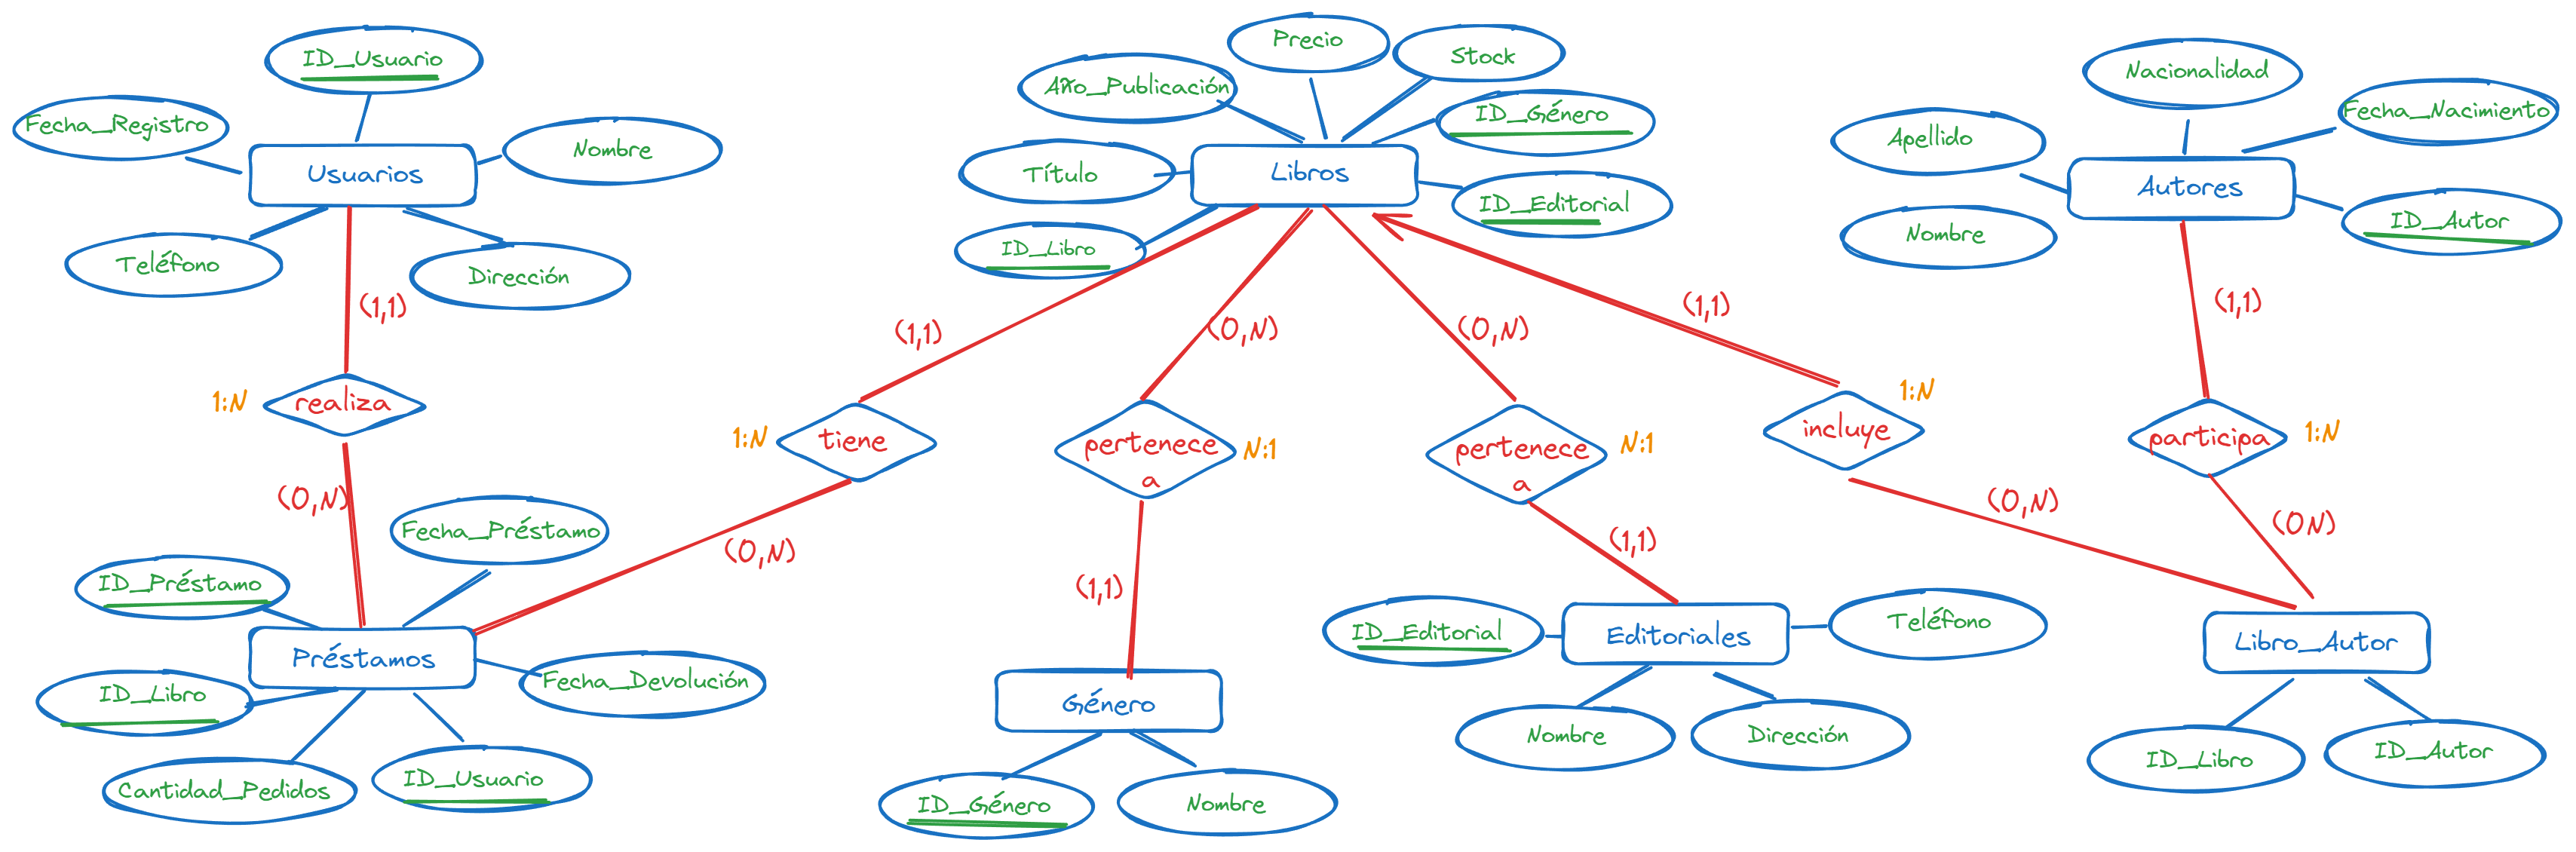 ID_Usuario
Fecha_Registro
Nombre
Usuarios
Teléfono
Dirección
(1,1)
1:N
realiza
(0,N)
Fecha_Préstamo
ID_Préstamo
Préstamos
ID_Libro
Fecha_Devolución
Cantidad_Pedidos
ID_Usuario
Precio
Stock
Año_Publicación
ID_Género
Título
Libros
ID_Editorial
ID_Libro
(1,1)
1:N
tiene
(0,N)
(0,N)
pertenece
a
N:1
(1,1)
Género
ID_Género
Nombre
(0,N)
pertenece
a
N:1
(1,1)
ID_Editorial
Editoriales
Teléfono
Nombre
Dirección
(1,1)
1:N
incluye
(0,N)
Nacionalidad
Fecha_Nacimiento
Apellido
Autores
Nombre
ID_Autor
(1,1)
participa
1:N
(0N)
Libro_Autor
ID_Libro
ID_Autor